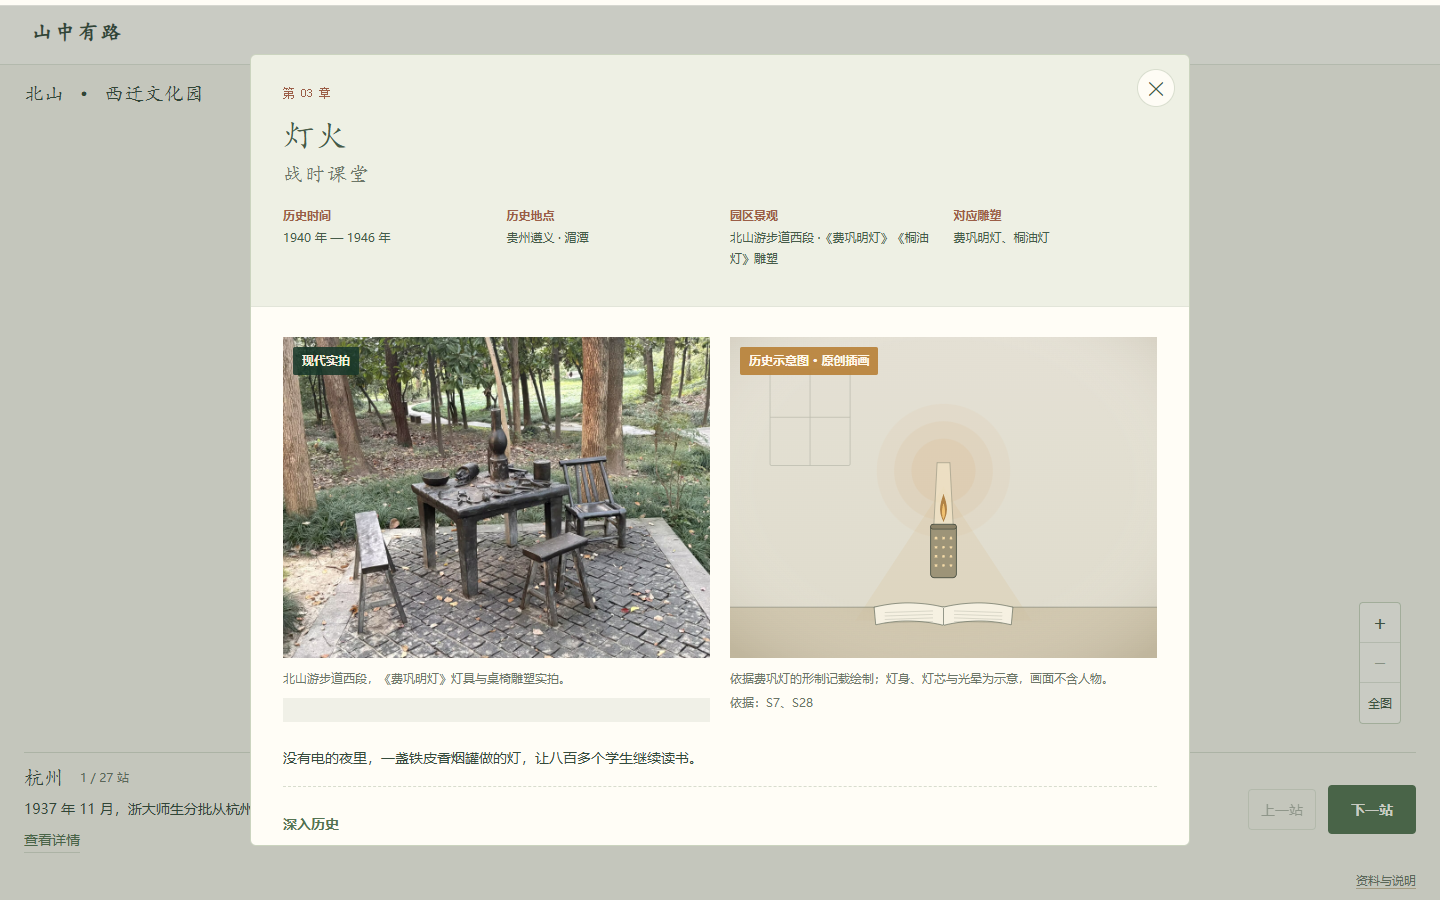 山中有路
北山 • 西迁文化园
第 03 章
灯火
战时课堂
历史时间
1940 年 — 1946 年
历史地点
贵州遵义 · 湄潭
园区景观
北山游步道西段 ·《费巩明灯》《桐油
灯》雕塑
对应雕塑
费巩明灯、桐油灯
现代实拍
历史示意图 • 原创插画
北山游步道西段，《费巩明灯》灯具与桌椅雕塑实拍。
依据费巩灯的形制记载绘制；灯身、灯芯与光晕为示意，画面不含人物。
依据：S7、S28
没有电的夜里，一盏铁皮香烟罐做的灯，让八百多个学生继续读书。
深入历史
+
−
全图
杭州 1 / 27 站
1937 年 11 月，浙大师生分批从杭州
查看详情
上一站
下一站
资料与说明